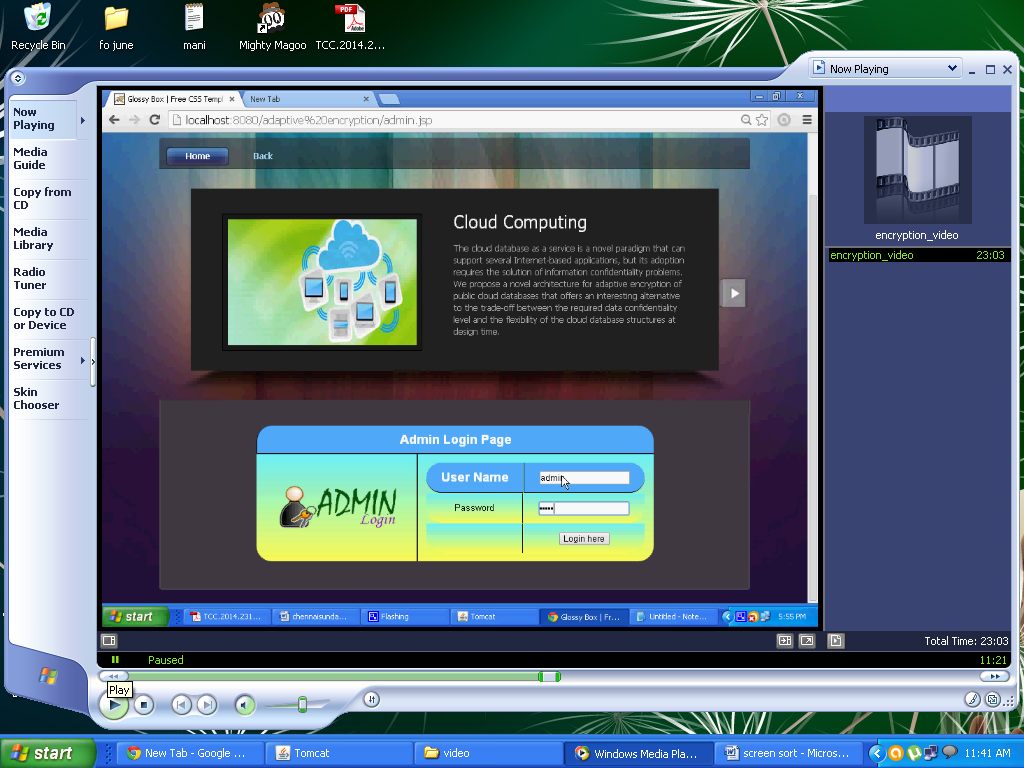 Recycle Bin
fo june
mani
Mighty Magoo
TCC.2014.2...
Now Playing
Now
Playing
Media
Guide
Copy from
CD
Media
Library
Radio
Tuner
Copy to CD
or Device
Premium
Services
Skin
Chooser
Glossy Box | Free CSS Templ
New Tab
localhost:8080/adaptive%20encryption/admin.jsp
Home
Back
Cloud Computing
The cloud database as a service is a novel paradigm that can
support several Internet-based applications, but its adoption
requires the solution of information confidentiality problems.
We propose a novel architecture for adaptive encryption of
public cloud databases that offers an interesting alternative
to the trade-off between the required data confidentiality
level and the flexibility of the cloud database structures at
design time.
Admin Login Page
ADMIN
Login
User Name
admin
Password
•••••
Login here
start
TCC.2014.231...
chennaisunda...
Flashing
Tomcat
Glossy Box | Fr...
Untitled - Note...
5:55 PM
encryption_video
encryption_video 23:03
Total Time: 23:03
Paused
11:21
Play
start
New Tab - Google ...
Tomcat
video
Windows Media Pla...
screen sort - Micros...
11:41 AM